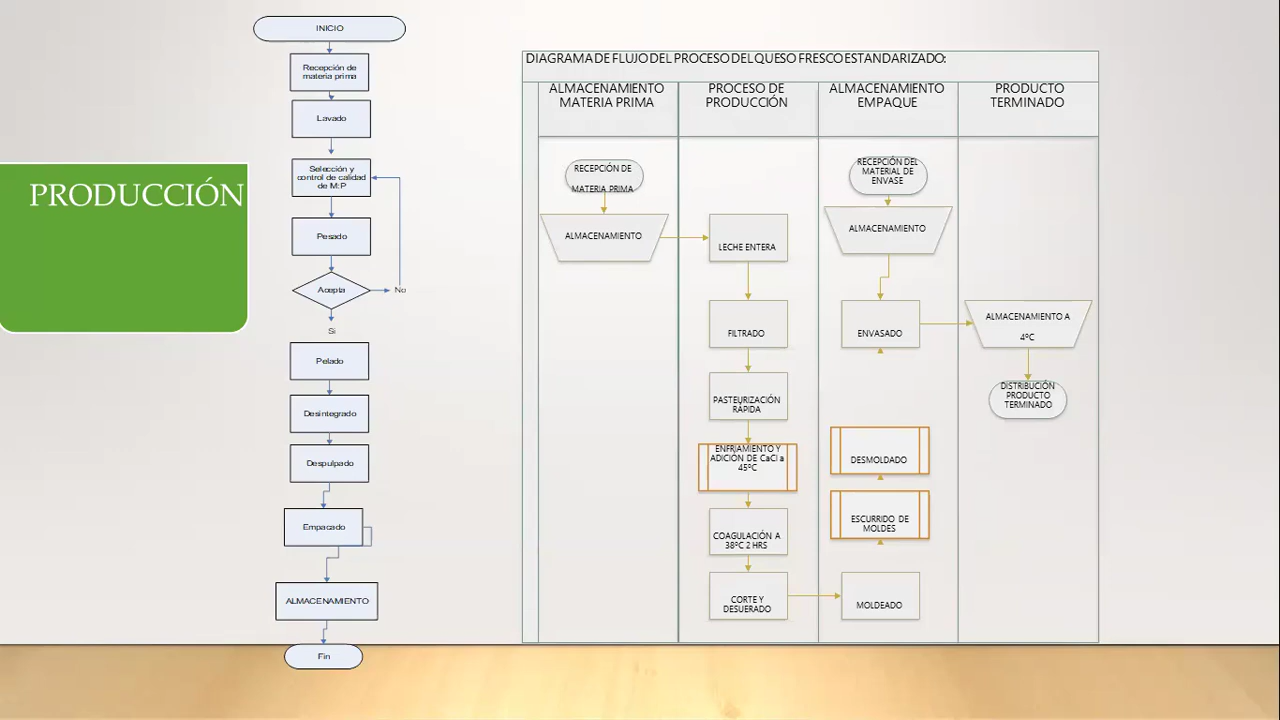 PRODUCCIÓN
INICIO
Recepción de
materia prima
Lavado
Selección y
control de calidad
de M:P
Pesado
Acepta
No
Si
Pelado
Desintegrado
Despulpado
Empacado
ALMACENAMIENTO
Fin
DIAGRAMA DE FLUJO DEL PROCESO DEL QUESO FRESCO ESTANDARIZADO:
ALMACENAMIENTO
MATERIA PRIMA
PROCESO DE
PRODUCCIÓN
ALMACENAMIENTO
EMPAQUE
PRODUCTO
TERMINADO
RECEPCIÓN DE
MATERIA PRIMA
ALMACENAMIENTO
LECHE ENTERA
FILTRADO
PASTEURIZACIÓN
RÁPIDA
ENFRIAMIENTO Y
ADICIÓN DE CaCl a
45ºC
COAGULACIÓN A
38ºC 2 HRS
CORTE Y
DESUERADO
RECEPCIÓN DEL
MATERIAL DE
ENVASE
ALMACENAMIENTO
ENVASADO
DESMOLDADO
ESCURRIDO DE
MOLDES
MOLDEADO
ALMACENAMIENTO A
4ºC
DISTRIBUCIÓN
PRODUCTO
TERMINADO